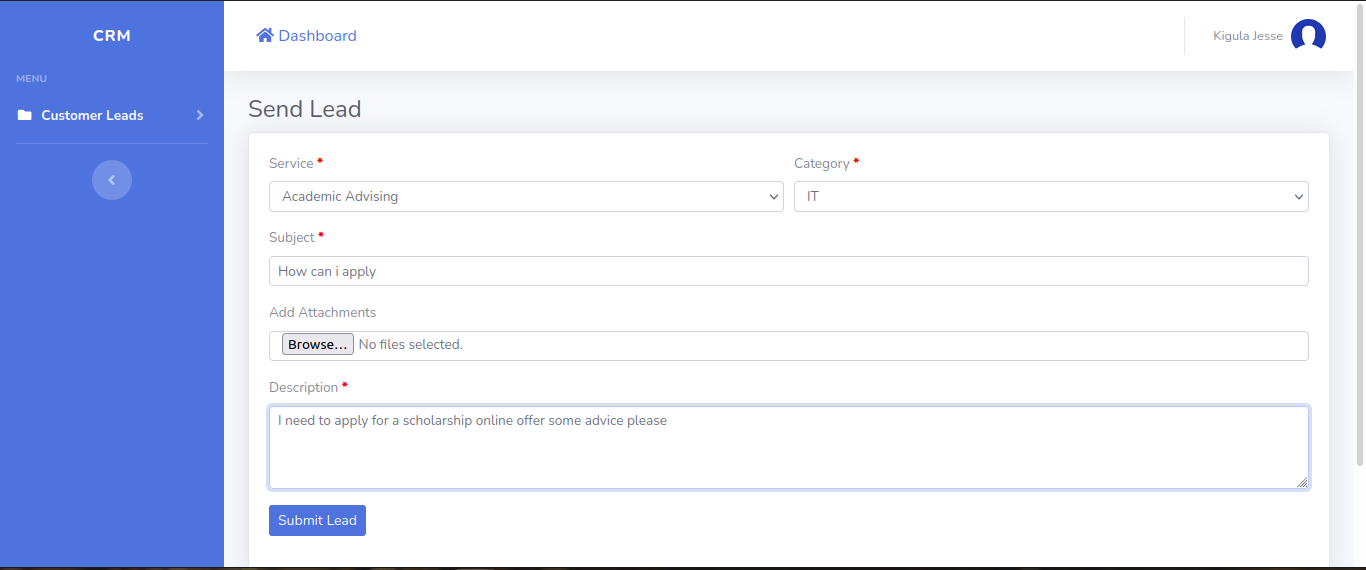 CRM
Dashboard
Kigula Jesse
MENU
Customer Leads
Send Lead
Service *
Category *
Academic Advising
IT
Subject *
How can i apply
Add Attachments
Browse... No files selected.
Description *
I need to apply for a scholarship online offer some advice please
Submit Lead